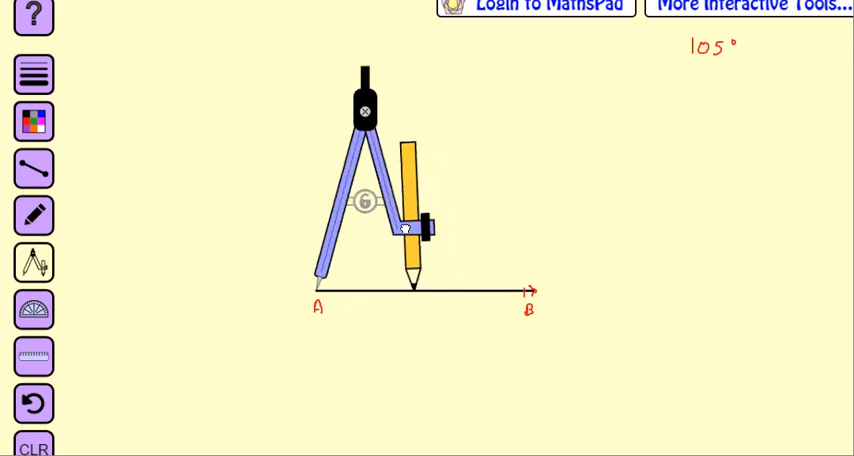 ?
Login to MathsPad
More Interactive Tools...
105°
6
A
B
CLR